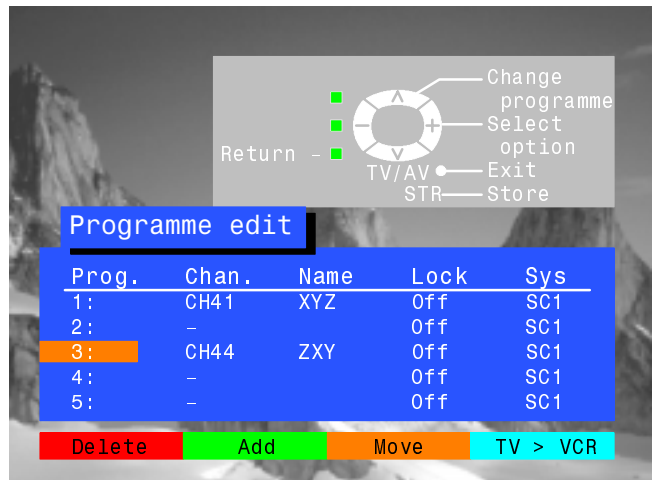 Change
programme
Select
option
Return –
TV/AV Exit
STR Store
Programme edit
Prog. Chan. Name Lock Sys
1: CH41 XYZ Off SC1
2: – Off SC1
3: CH44 ZXY Off SC1
4: – Off SC1
5: – Off SC1
Delete Add Move TV > VCR